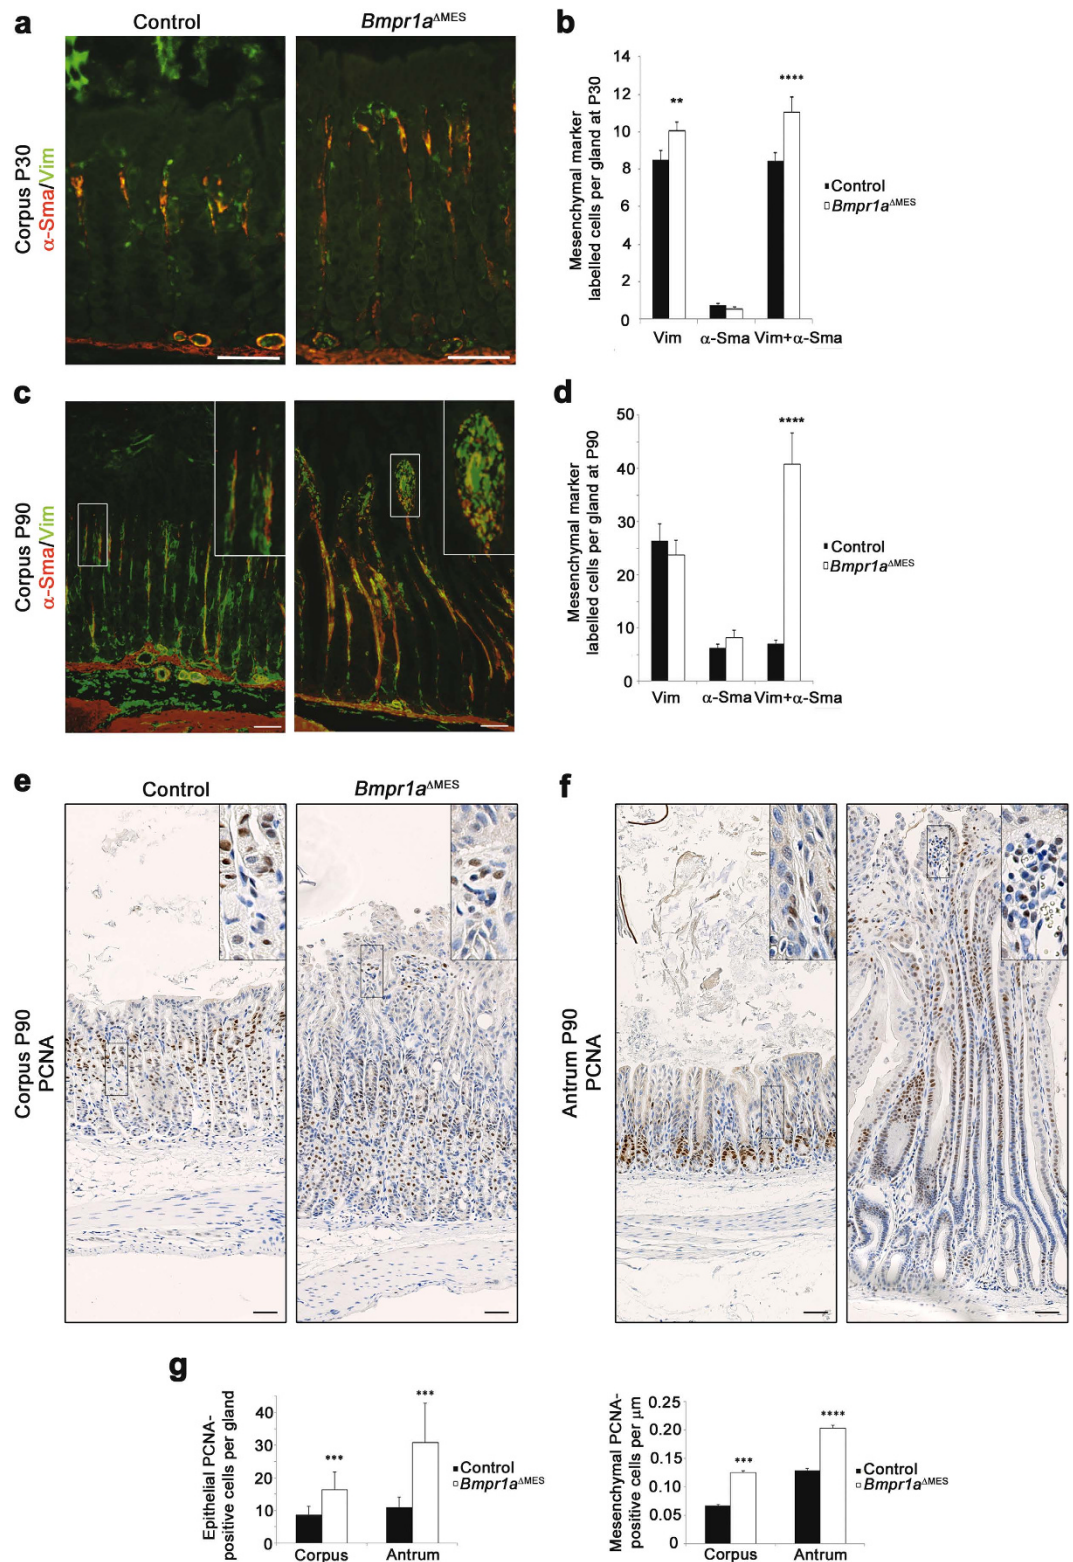 a
Control
Bmpr1aΔMES
Corpus P30
α-Sma/Vim
b
Mesenchymal marker
labelled cells per gland at P30
14
12
10
8
6
4
2
0
**
****
Vim
α-Sma
Vim+α-Sma
Control
Bmpr1aΔMES
c
Corpus P90
α-Sma/Vim
d
Mesenchymal marker
labelled cells per gland at P90
50
40
30
20
10
0
****
Vim
α-Sma
Vim+α-Sma
Control
Bmpr1aΔMES
e
Control
Bmpr1aΔMES
Corpus P90
PCNA
f
Antrum P90
PCNA
g
Epithelial PCNA-
positive cells per gland
40
30
20
10
0
***
***
Corpus
Antrum
Control
Bmpr1aΔMES
Mesenchymal PCNA-
positive cells per μm
0.25
0.20
0.15
0.10
0.05
0
***
****
Corpus
Antrum
Control
Bmpr1aΔMES